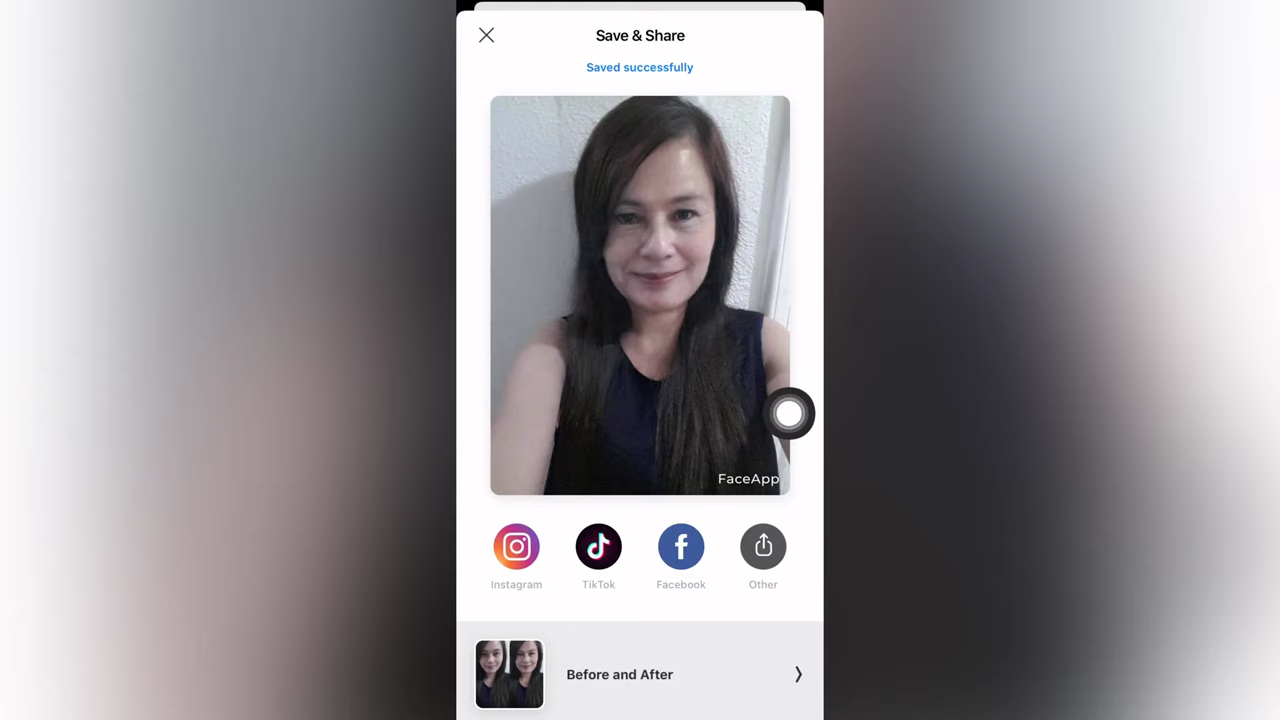 Save & Share
Saved successfully
FaceApp
Instagram
TikTok
Facebook
Other
Before and After